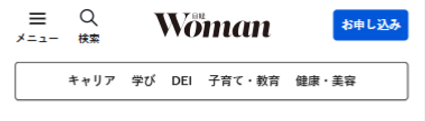 メニュー
検索
日経
Woman
お申し込み
キャリア 学び DEI 子育て・教育 健康・美容